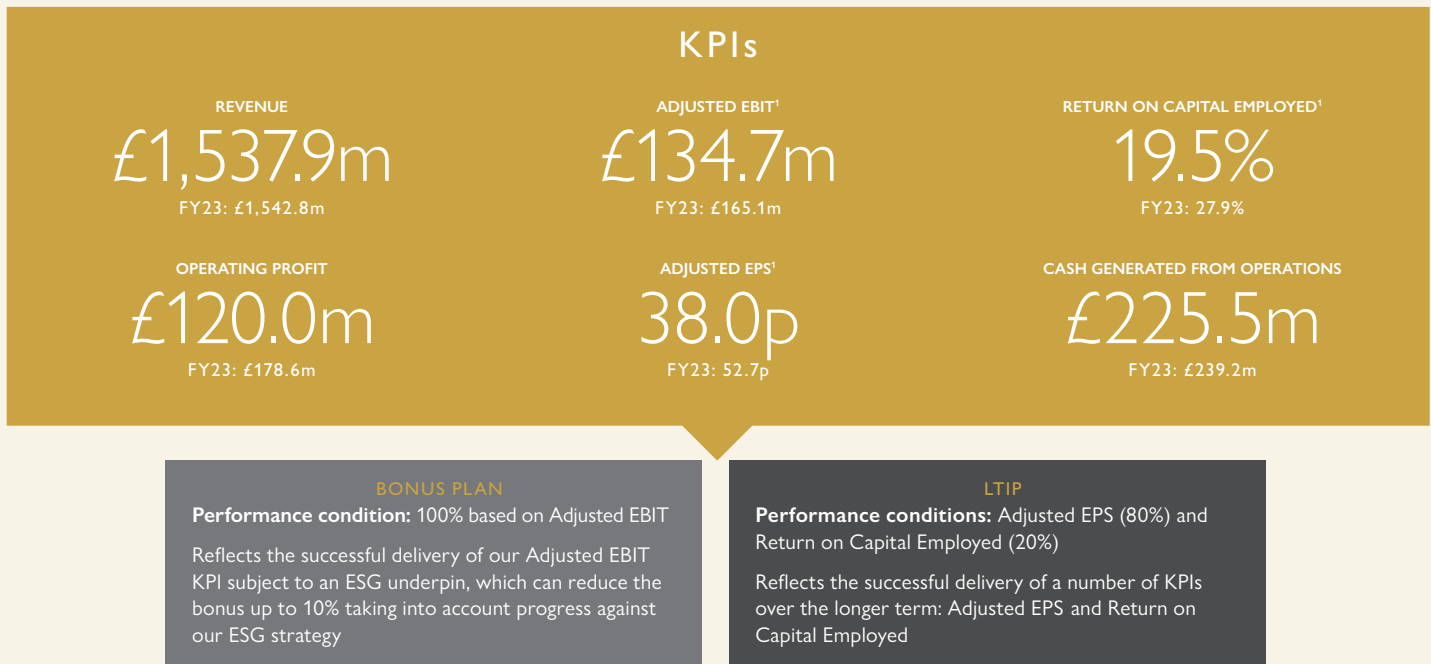 KPIs
REVENUE
£1,537.9m
FY23: £1,542.8m
ADJUSTED EBIT¹
£134.7m
FY23: £165.1m
RETURN ON CAPITAL EMPLOYED¹
19.5%
FY23: 27.9%
OPERATING PROFIT
£120.0m
FY23: £178.6m
ADJUSTED EPS¹
38.0p
FY23: 52.7p
CASH GENERATED FROM OPERATIONS
£225.5m
FY23: £239.2m
BONUS PLAN
Performance condition: 100% based on Adjusted EBIT
Reflects the successful delivery of our Adjusted EBIT
KPI subject to an ESG underpin, which can reduce the
bonus up to 10% taking into account progress against
our ESG strategy
LTIP
Performance conditions: Adjusted EPS (80%) and
Return on Capital Employed (20%)
Reflects the successful delivery of a number of KPIs
over the longer term: Adjusted EPS and Return on
Capital Employed